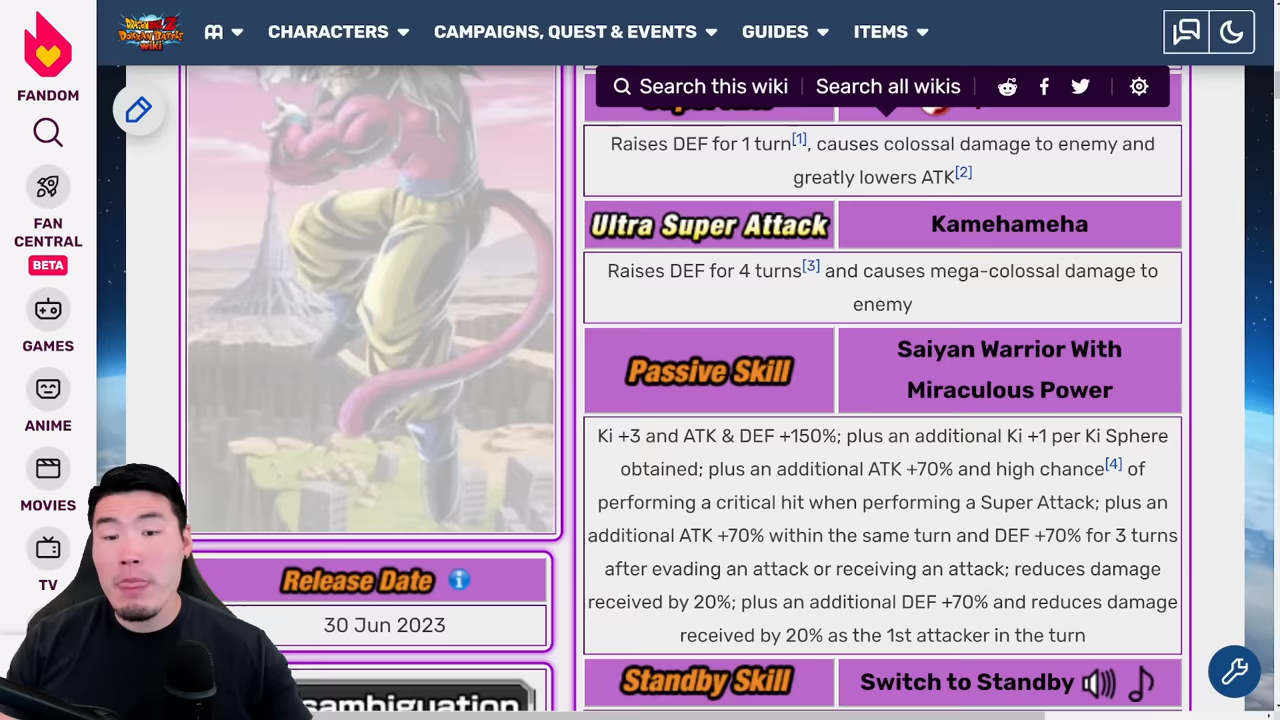 FANDOM
FAN
CENTRAL
BETA
GAMES
ANIME
MOVIES
TV
DRAGON BALL Z
DOKKAN BATTLE
WIKI
CHARACTERS
CAMPAIGNS, QUEST & EVENTS
GUIDES
ITEMS
Search this wiki
Search all wikis
Raises DEF for 1 turn[1], causes colossal damage to enemy and
greatly lowers ATK[2]
Ultra Super Attack
Kamehameha
Raises DEF for 4 turns[3] and causes mega-colossal damage to
enemy
Passive Skill
Saiyan Warrior With
Miraculous Power
Ki +3 and ATK & DEF +150%; plus an additional Ki +1 per Ki Sphere
obtained; plus an additional ATK +70% and high chance[4] of
performing a critical hit when performing a Super Attack; plus an
additional ATK +70% within the same turn and DEF +70% for 3 turns
after evading an attack or receiving an attack; reduces damage
received by 20%; plus an additional DEF +70% and reduces damage
received by 20% as the 1st attacker in the turn
Standby Skill
Switch to Standby
Release Date
30 Jun 2023
sambiguation